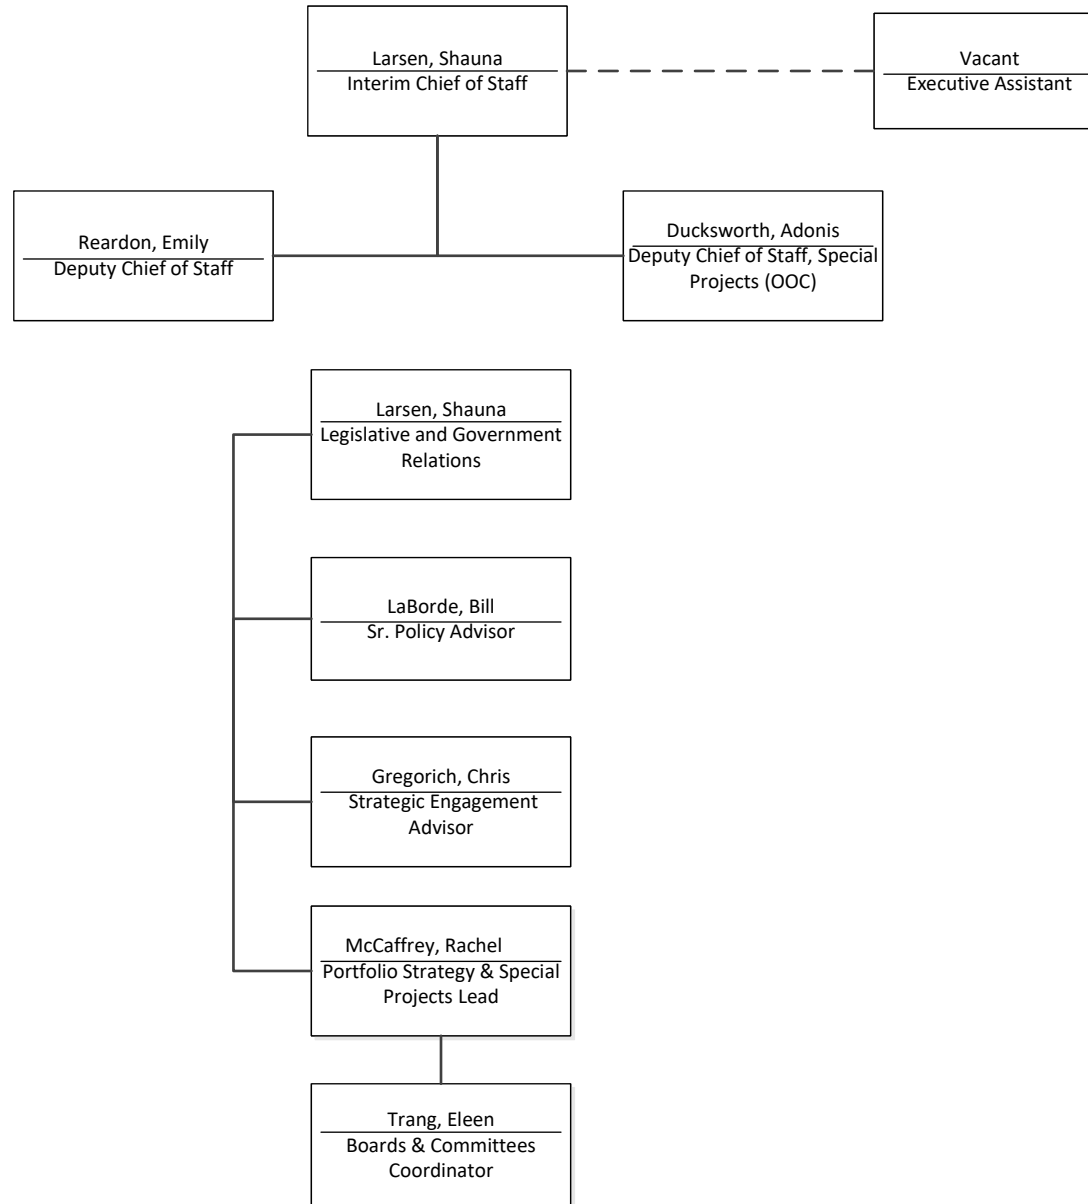 Larsen, Shauna
Interim Chief of Staff
Vacant
Executive Assistant
Reardon, Emily
Deputy Chief of Staff
Ducksworth, Adonis
Deputy Chief of Staff, Special
Projects (OOC)
Larsen, Shauna
Legislative and Government
Relations
LaBorde, Bill
Sr. Policy Advisor
Gregorich, Chris
Strategic Engagement
Advisor
McCaffrey, Rachel
Portfolio Strategy & Special
Projects Lead
Trang, Eleen
Boards & Committees
Coordinator